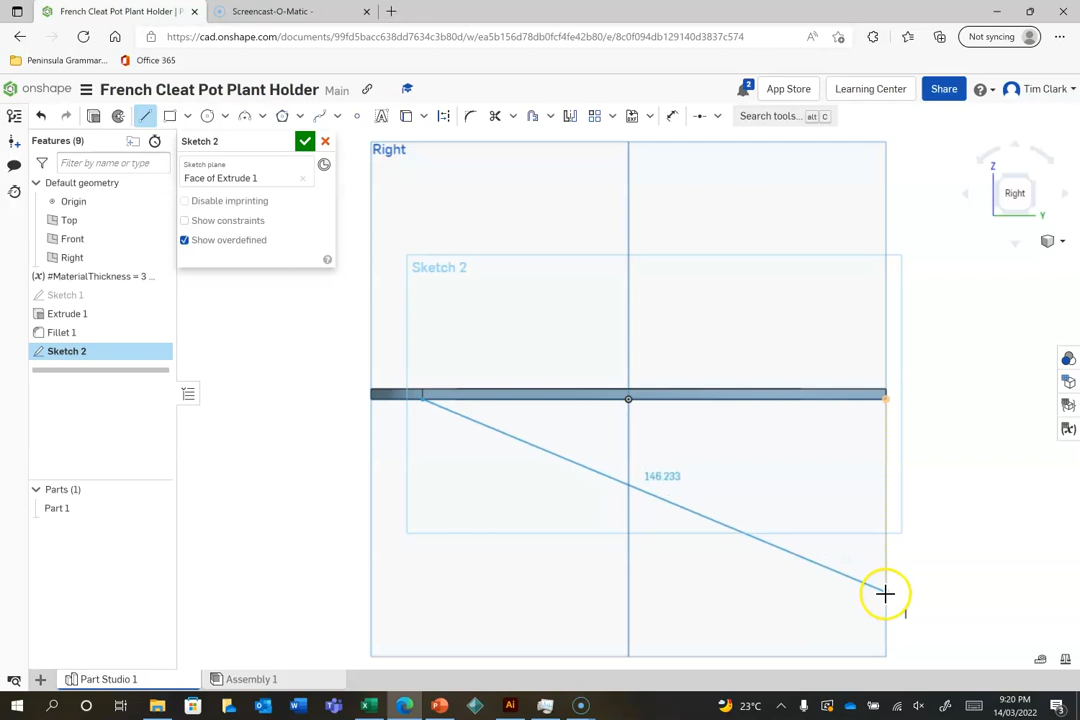 French Cleat Pot Plant Holder |
Screencast-O-Matic -
Not syncing
https://cad.onshape.com/documents/99fd5bacc638dd7634c3b80d/w/ea5b156d78db0fcf4fe42b80/e/8c0f094db129140d3837c574
Peninsula Grammar...
Office 365
onshape
French Cleat Pot Plant Holder
Main
App Store
Learning Center
Share
Tim Clark
Search tools...
alt
C
Features (9)
Filter by name or type
Default geometry
Origin
Top
Front
Right
(x) #MaterialThickness = 3 ...
Sketch 1
Extrude 1
Fillet 1
Sketch 2
Parts (1)
Part 1
Sketch 2
Sketch plane
Face of Extrude 1
Disable imprinting
Show constraints
Show overdefined
Right
Sketch 2
146.233
Z
Right
Y
Part Studio 1
Assembly 1
23°C
9:20 PM
14/03/2022